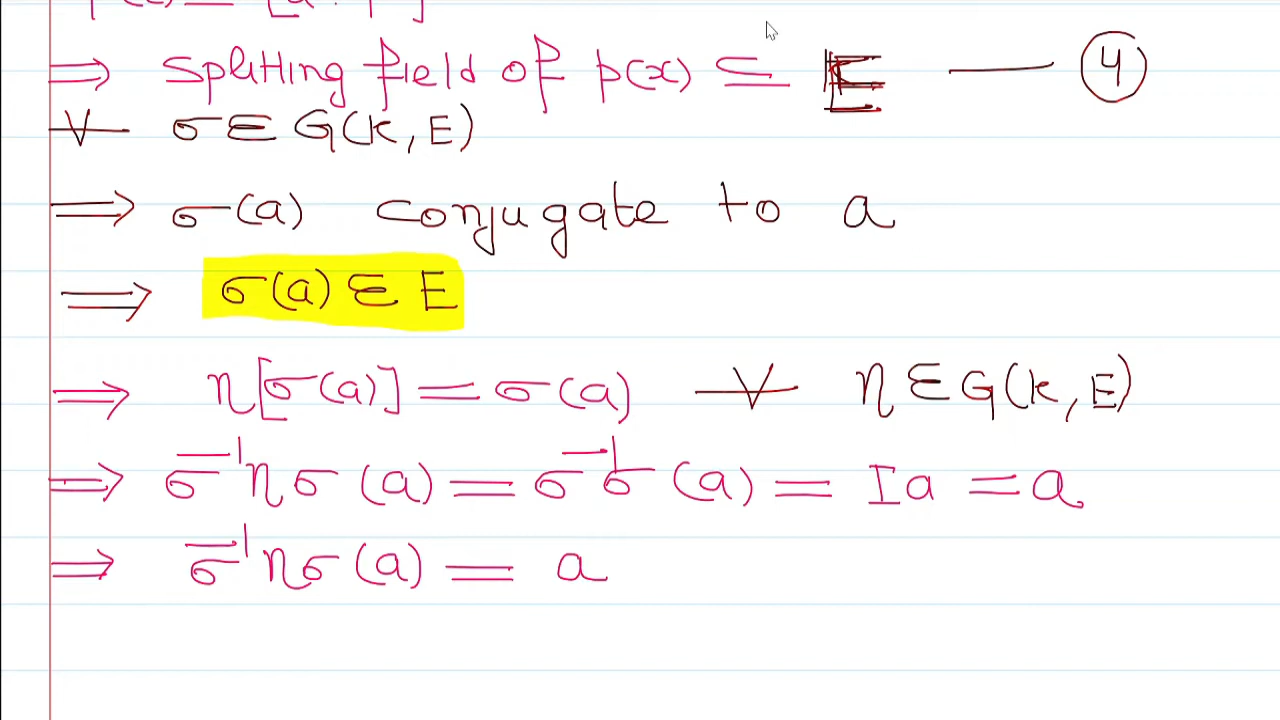 ⇒ Splitting field of p(x) ⊆ E — ④
∀ σ ∈ G(K, E)
⇒ σ(a) conjugate to a
⇒ σ(a) ∈ E
⇒ η[σ(a)] = σ(a) ∀ η ∈ G(K, E)
⇒ σ⁻¹ησ(a) = σ⁻¹σ(a) = Ia = a
⇒ σ⁻¹ησ(a) = a